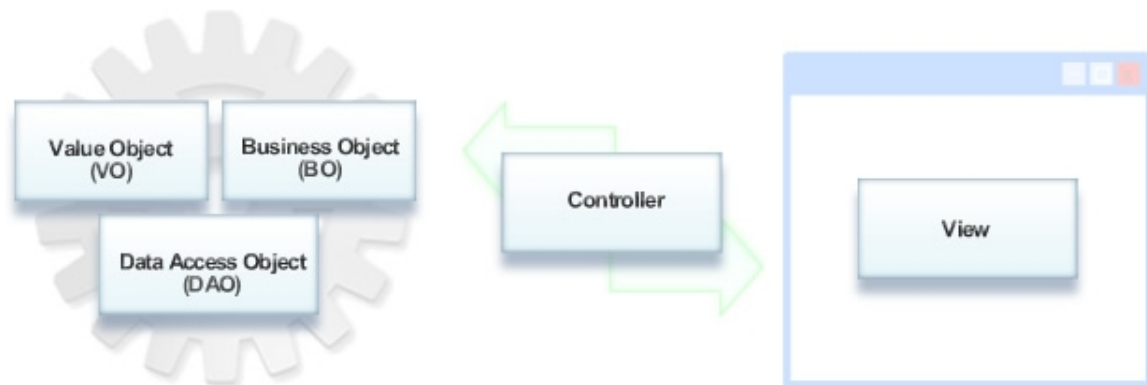 Value Object
(VO)
Business Object
(BO)
Data Access Object
(DAO)
Controller
View